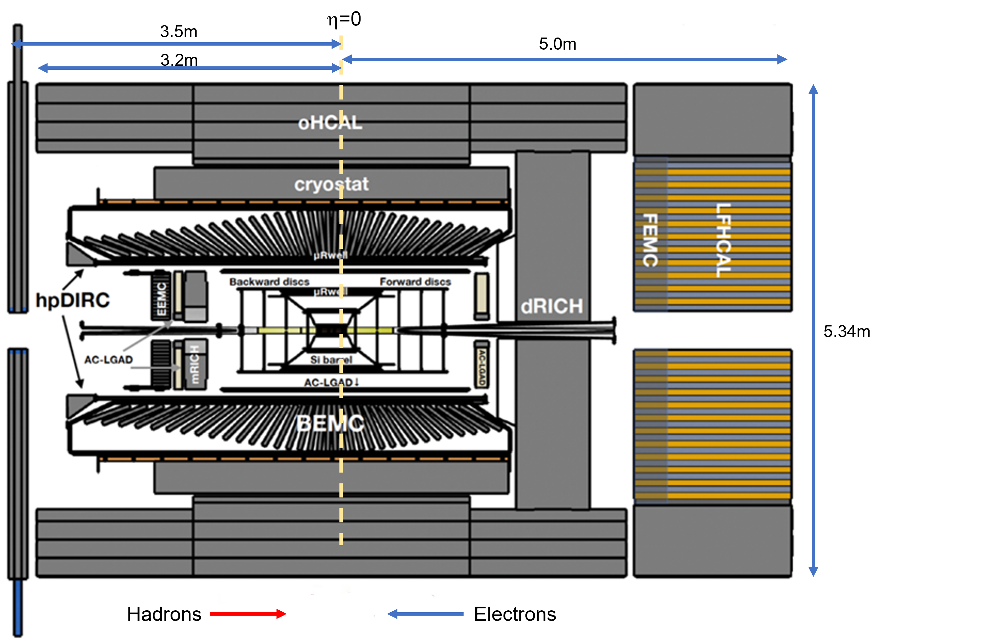 η=0
3.5m
5.0m
3.2m
oHCAL
cryostat
µRwell
FEMC
LFHCAL
Backward discs
Forward discs
EEMC
µRwell
hpDIRC
dRICH
5.34m
AC-LGAD
mRICH
Si barrel
AC-LGAD
AC-LGAD↓
BEMC
Hadrons
Electrons